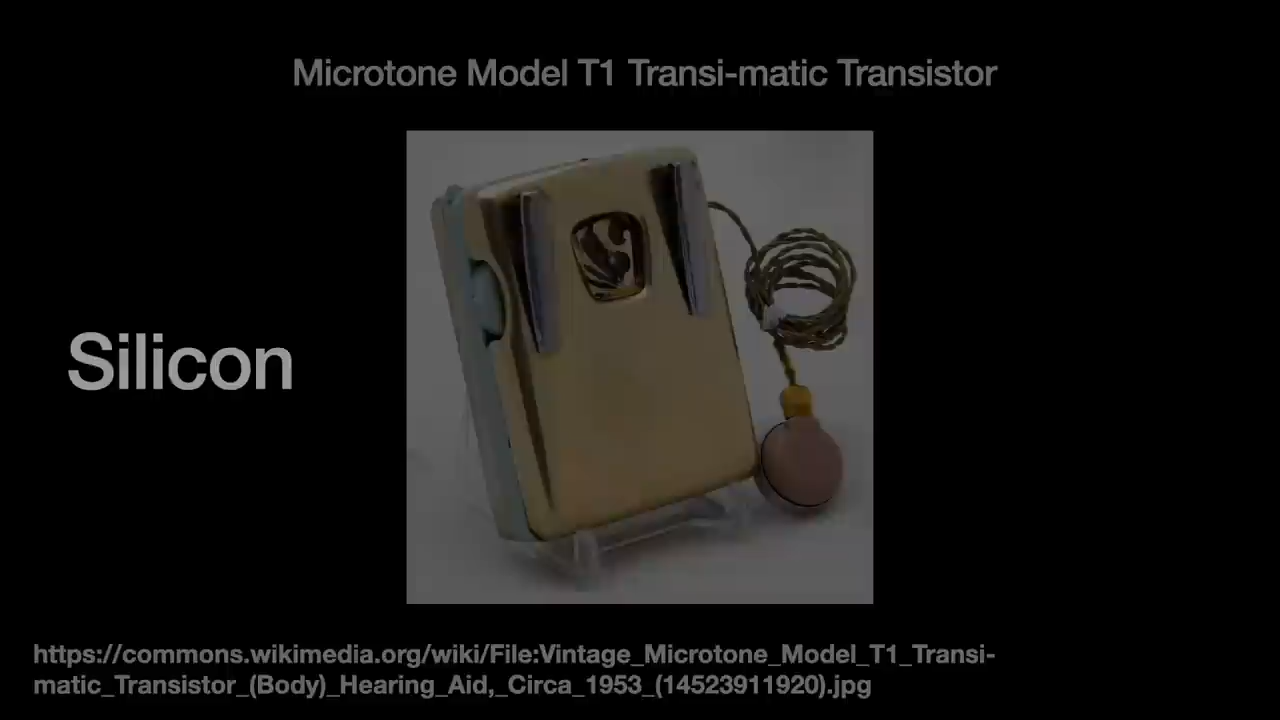 Microtone Model T1 Transi-matic Transistor
Silicon
https://commons.wikimedia.org/wiki/File:Vintage_Microtone_Model_T1_Transi-
matic_Transistor_(Body)_Hearing_Aid,_Circa_1953_(14523911920).jpg